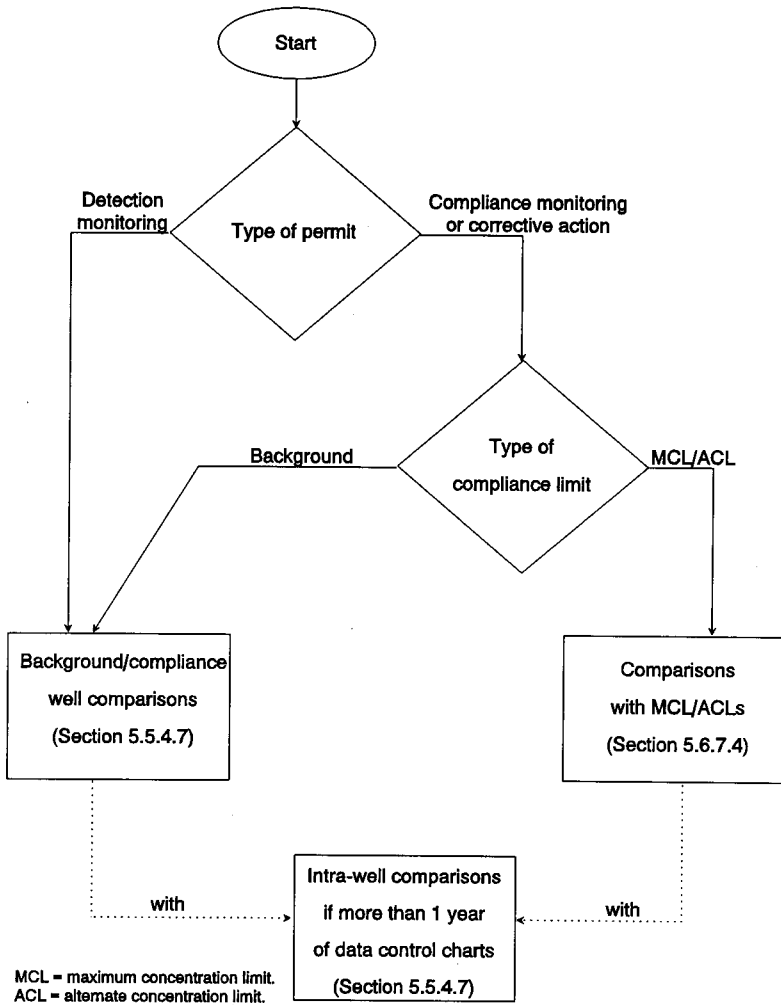 Start
Detection
monitoring
Type of permit
Compliance monitoring
or corrective action
Background
Type of
compliance limit
MCL/ACL
Background/compliance
well comparisons
(Section 5.5.4.7)
Comparisons
with MCL/ACLs
(Section 5.6.7.4)
with
Intra-well comparisons
if more than 1 year
of data control charts
(Section 5.5.4.7)
with
MCL = maximum concentration limit.
ACL = alternate concentration limit.